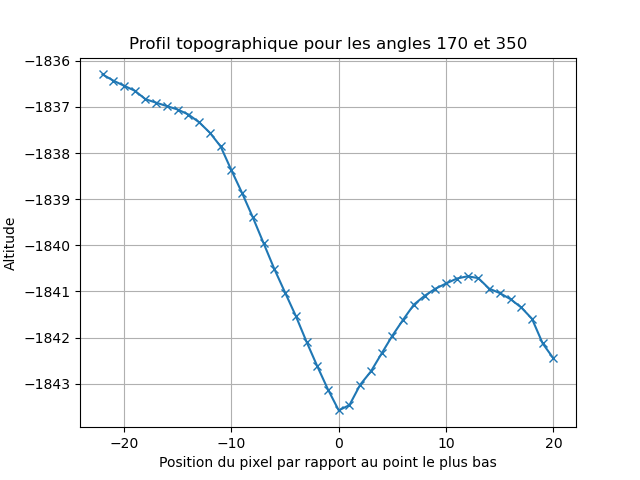 Profil topographique pour les angles 170 et 350
−1836
−1837
−1838
−1839
−1840
−1841
−1842
−1843
Altitude
−20 −10 0 10 20
Position du pixel par rapport au point le plus bas